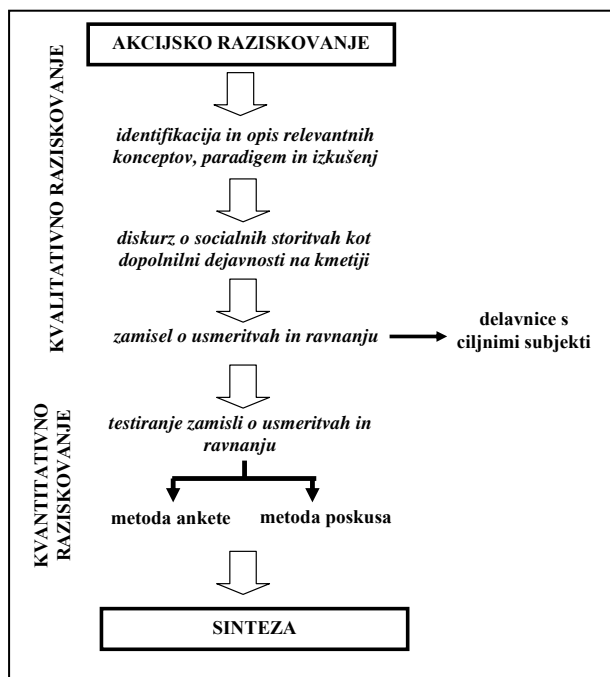 AKCIJSKO RAZISKOVANJE
KVALITATIVNO RAZISKOVANJE
identifikacija in opis relevantnih
konceptov, paradigem in izkušenj
diskurz o socialnih storitvah kot
dopolnilni dejavnosti na kmetiji
zamisel o usmeritvah in ravnanju
delavnice s
ciljnimi subjekti
KVANTITATIVNO
RAZISKOVANJE
testiranje zamisli o usmeritvah in
ravnanju
metoda ankete
metoda poskusa
SINTEZA